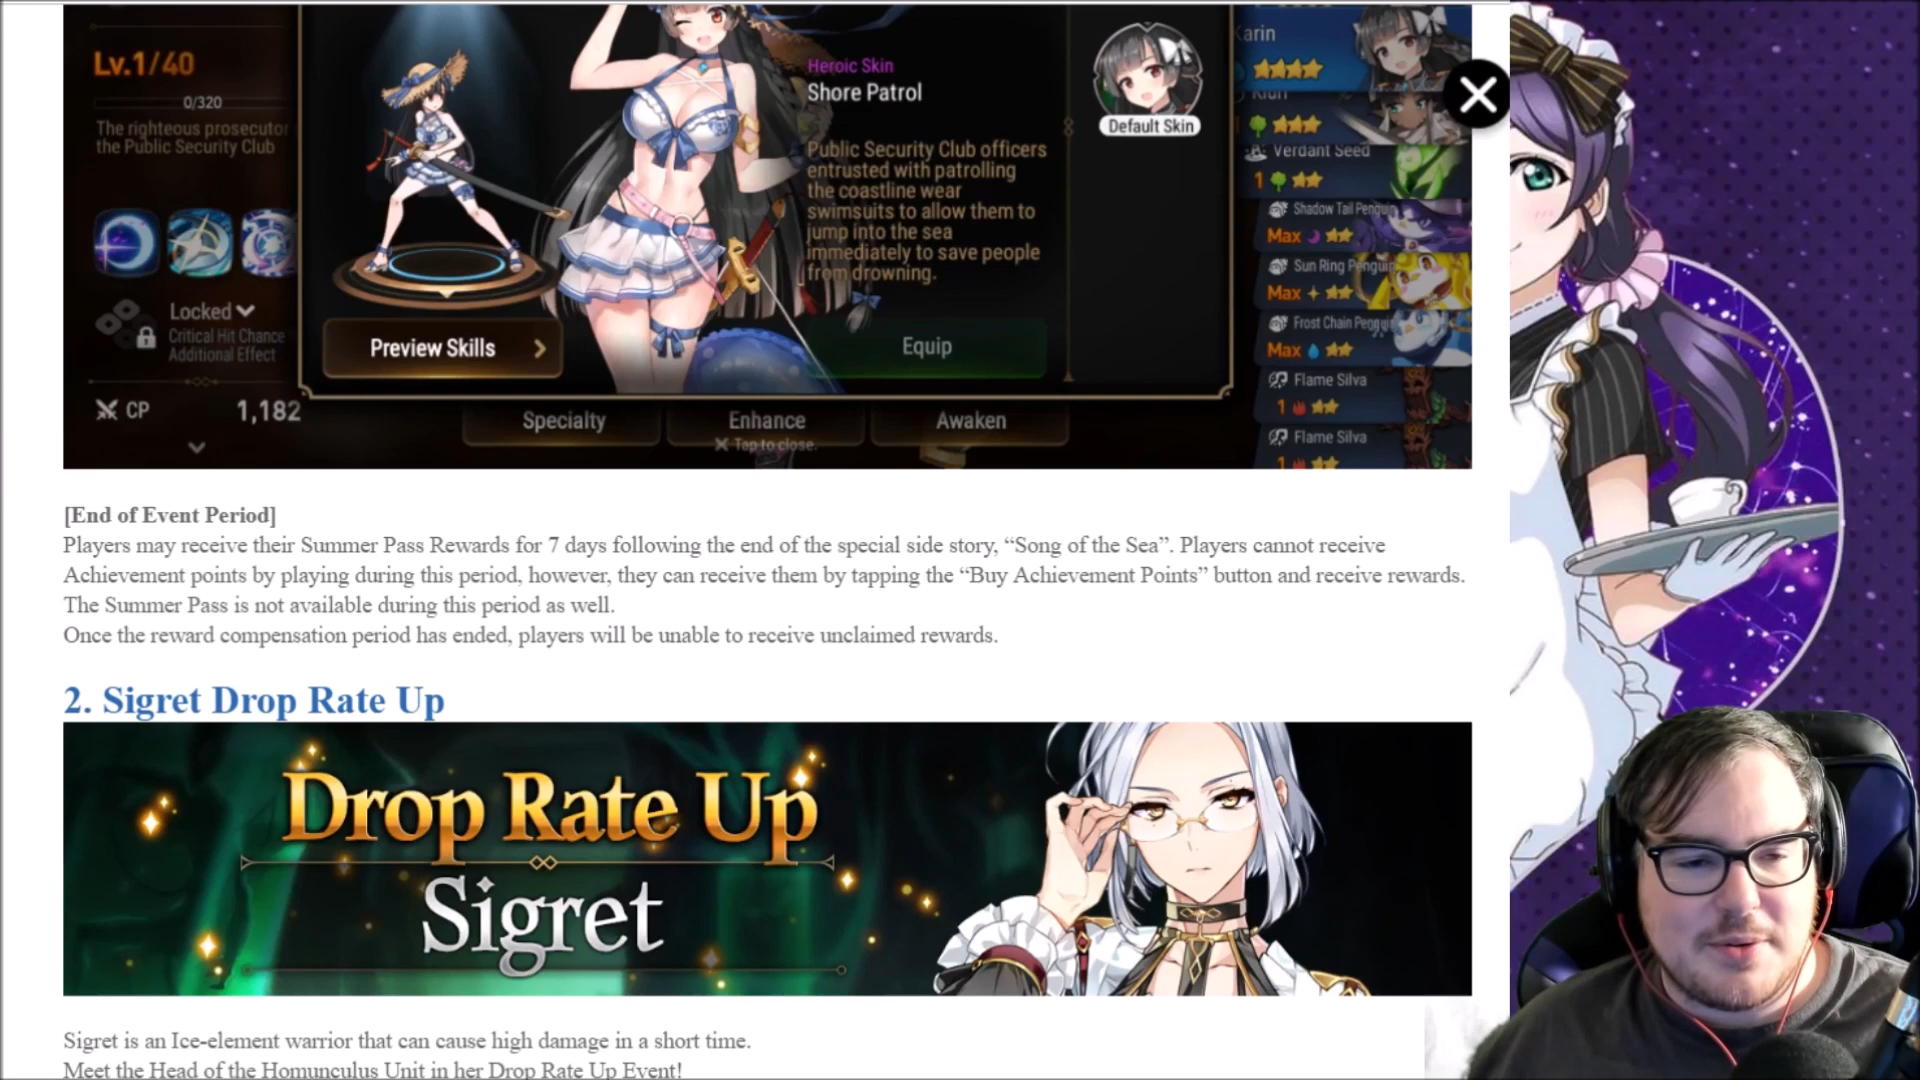 Lv.1/40
0/320
The righteous prosecutor
the Public Security Club
Locked
Critical Hit Chance
Additional Effect
CP 1,182
Heroic Skin
Shore Patrol
Public Security Club officers
entrusted with patrolling
the coastline wear
swimsuits to allow them to
jump into the sea
immediately to save people
from drowning.
Default Skin
Preview Skills
Equip
Specialty
Enhance
Awaken
Tap to close.
Karin
Verdant Seed
1
Shadow Tail Penguin
Max
Sun Ring Penguin
Max
Frost Chain Penguin
Max
Flame Silva
1
Flame Silva
1
[End of Event Period]
Players may receive their Summer Pass Rewards for 7 days following the end of the special side story, “Song of the Sea”. Players cannot receive
Achievement points by playing during this period, however, they can receive them by tapping the “Buy Achievement Points” button and receive rewards.
The Summer Pass is not available during this period as well.
Once the reward compensation period has ended, players will be unable to receive unclaimed rewards.
2. Sigret Drop Rate Up
Drop Rate Up
Sigret
Sigret is an Ice-element warrior that can cause high damage in a short time.
Meet the Head of the Homunculus Unit in her Drop Rate Up Event!